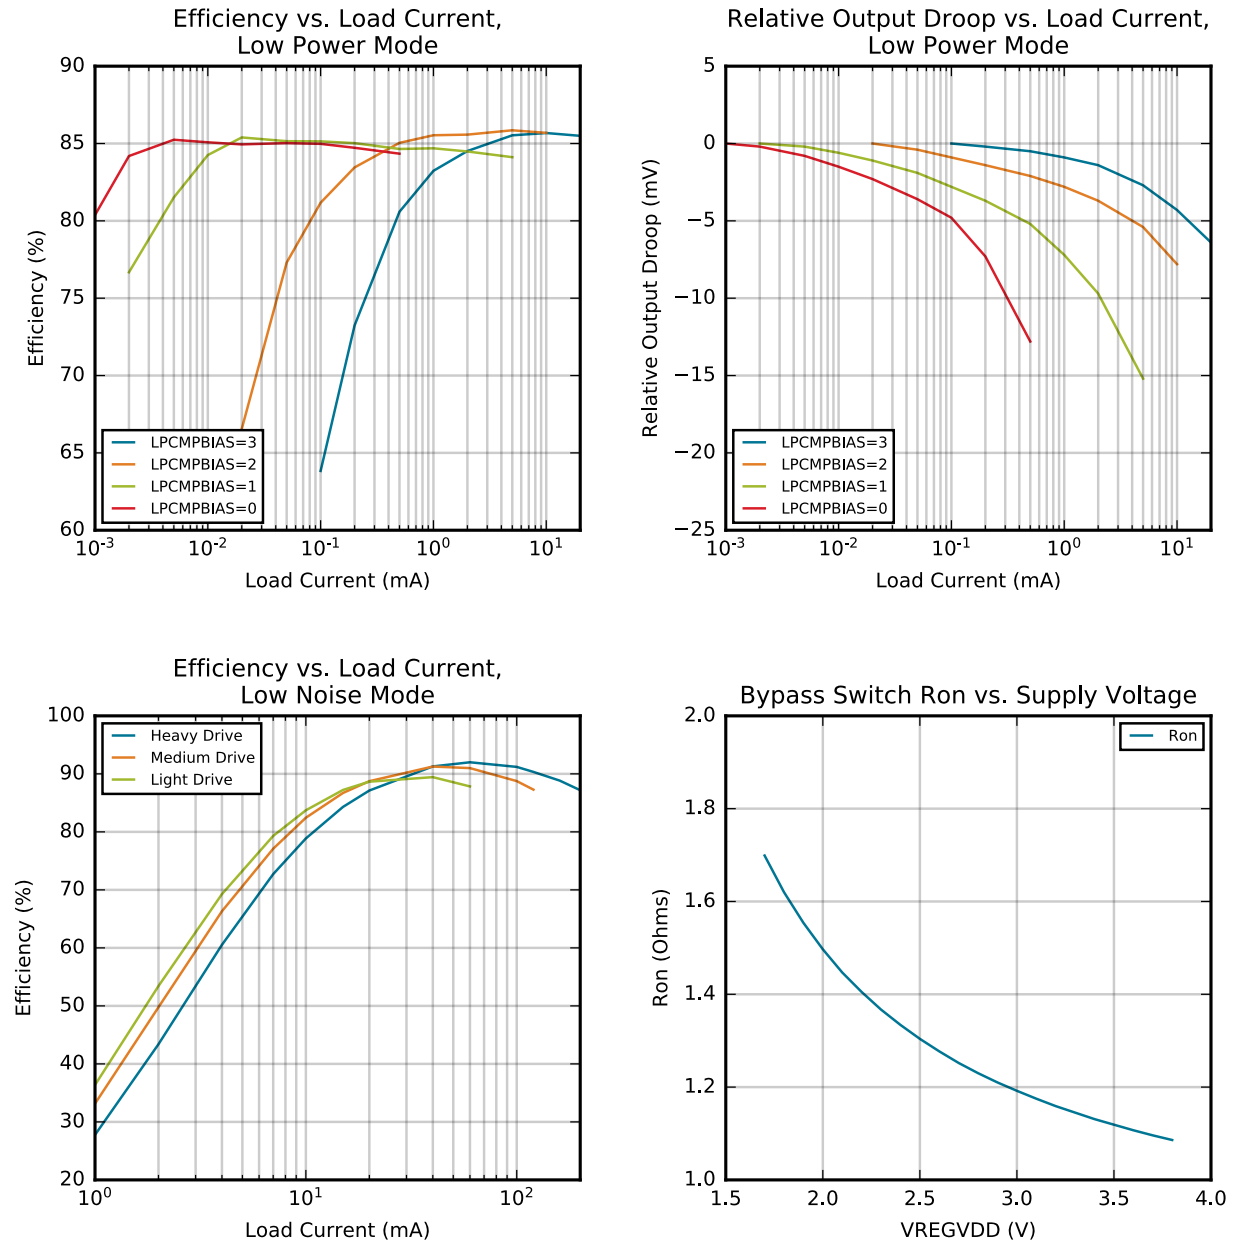 Efficiency vs. Load Current,
Low Power Mode
90
85
80
75
70
65
60
Efficiency (%)
LPCMPBIAS=3
LPCMPBIAS=2
LPCMPBIAS=1
LPCMPBIAS=0
10⁻³ 10⁻² 10⁻¹ 10⁰ 10¹
Load Current (mA)
Relative Output Droop vs. Load Current,
Low Power Mode
5
0
−5
−10
−15
−20
−25
Relative Output Droop (mV)
LPCMPBIAS=3
LPCMPBIAS=2
LPCMPBIAS=1
LPCMPBIAS=0
10⁻³ 10⁻² 10⁻¹ 10⁰ 10¹
Load Current (mA)
Efficiency vs. Load Current,
Low Noise Mode
100
90
80
70
60
50
40
30
20
Efficiency (%)
Heavy Drive
Medium Drive
Light Drive
10⁰ 10¹ 10²
Load Current (mA)
Bypass Switch Ron vs. Supply Voltage
2.0
1.8
1.6
1.4
1.2
1.0
Ron (Ohms)
Ron
1.5 2.0 2.5 3.0 3.5 4.0
VREGVDD (V)